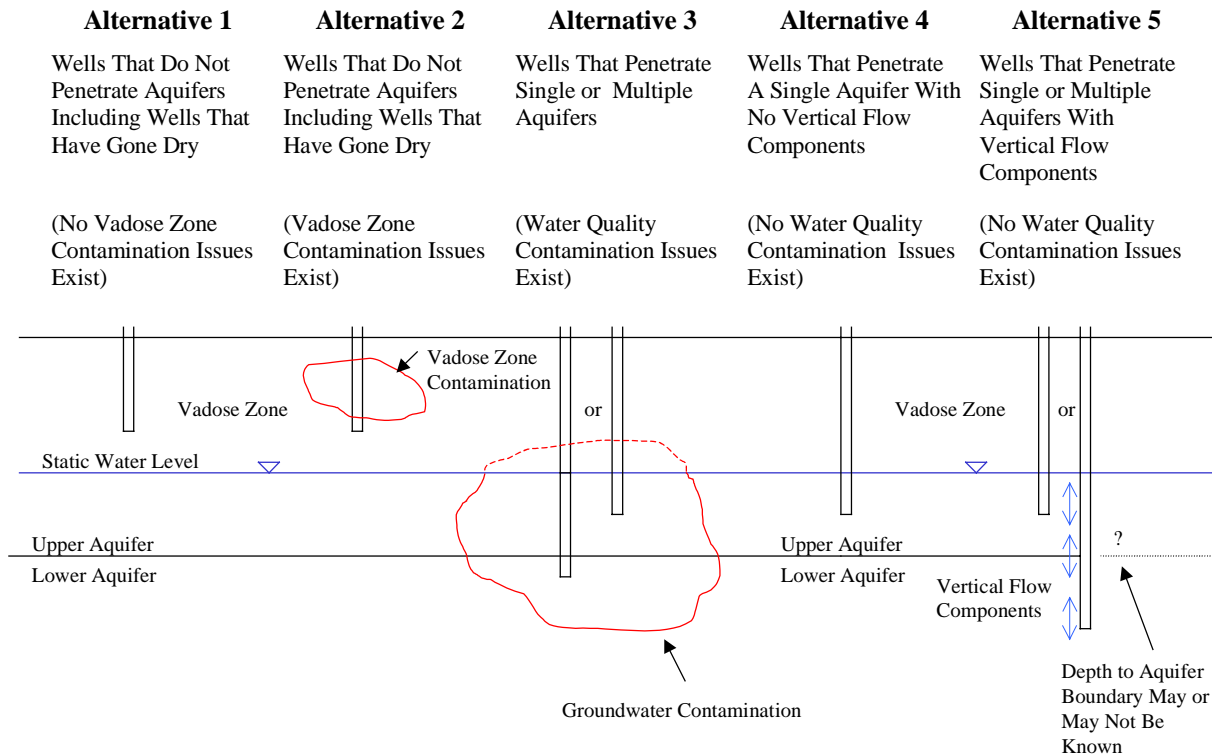 Alternative 1
Wells That Do Not
Penetrate Aquifers
Including Wells That
Have Gone Dry
(No Vadose Zone
Contamination Issues
Exist)
Alternative 2
Wells That Do Not
Penetrate Aquifers
Including Wells That
Have Gone Dry
(Vadose Zone
Contamination Issues
Exist)
Alternative 3
Wells That Penetrate
Single or Multiple
Aquifers
(Water Quality
Contamination Issues
Exist)
Alternative 4
Wells That Penetrate
A Single Aquifer With
No Vertical Flow
Components
(No Water Quality
Contamination Issues
Exist)
Alternative 5
Wells That Penetrate
Single or Multiple
Aquifers With
Vertical Flow
Components
(No Water Quality
Contamination Issues
Exist)
Vadose Zone
Contamination
Vadose Zone
or
Vadose Zone
or
Static Water Level
Upper Aquifer
Lower Aquifer
Upper Aquifer
Lower Aquifer
?
Vertical Flow
Components
Groundwater Contamination
Depth to Aquifer
Boundary May or
May Not Be
Known